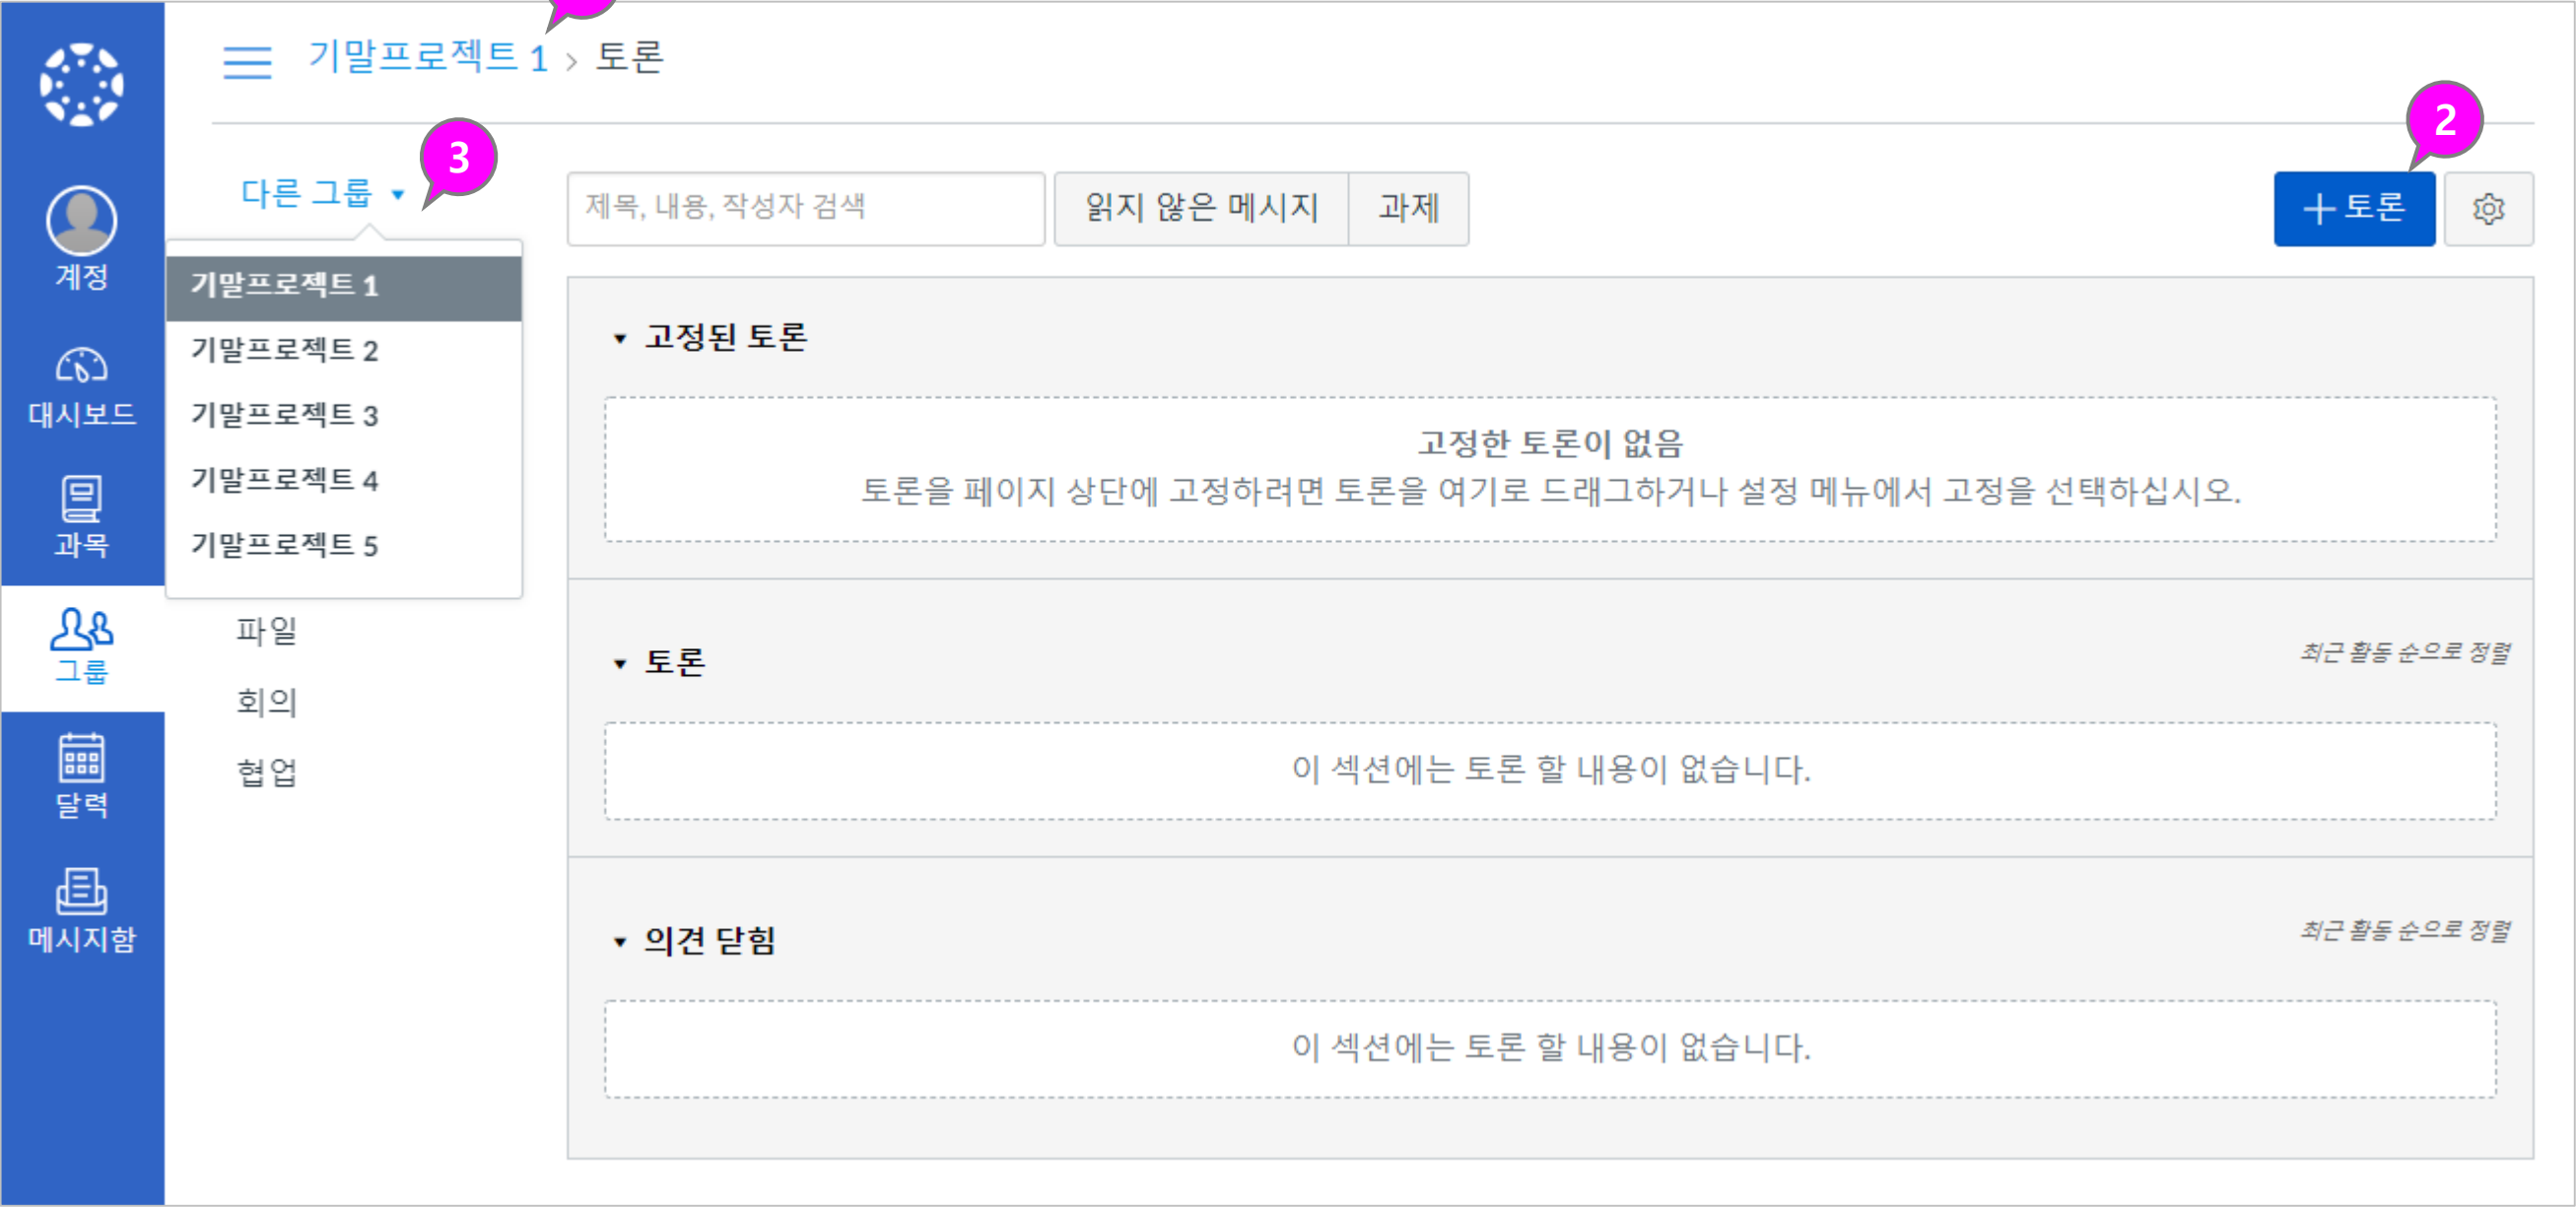 기말프로젝트 1 › 토론
3
2
다른 그룹
제목, 내용, 작성자 검색
읽지 않은 메시지
과제
+토론
계정
대시보드
과목
그룹
달력
메시지함
기말프로젝트 1
기말프로젝트 2
기말프로젝트 3
기말프로젝트 4
기말프로젝트 5
파일
회의
협업
고정된 토론
고정한 토론이 없음
토론을 페이지 상단에 고정하려면 토론을 여기로 드래그하거나 설정 메뉴에서 고정을 선택하십시오.
토론
최근 활동 순으로 정렬
이 섹션에는 토론 할 내용이 없습니다.
의견 닫힘
최근 활동 순으로 정렬
이 섹션에는 토론 할 내용이 없습니다.